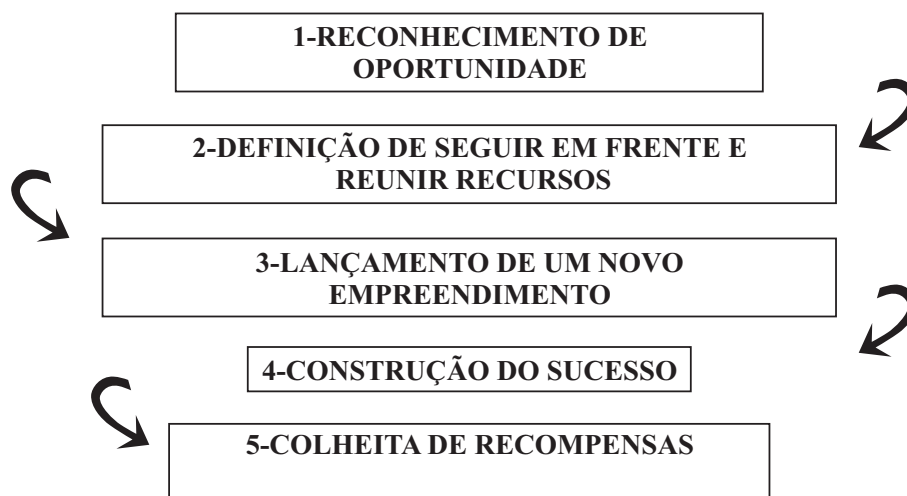 1-RECONHECIMENTO DE
OPORTUNIDADE
2-DEFINIÇÃO DE SEGUIR EM FRENTE E
REUNIR RECURSOS
3-LANÇAMENTO DE UM NOVO
EMPREENDIMENTO
4-CONSTRUÇÃO DO SUCESSO
5-COLHEITA DE RECOMPENSAS